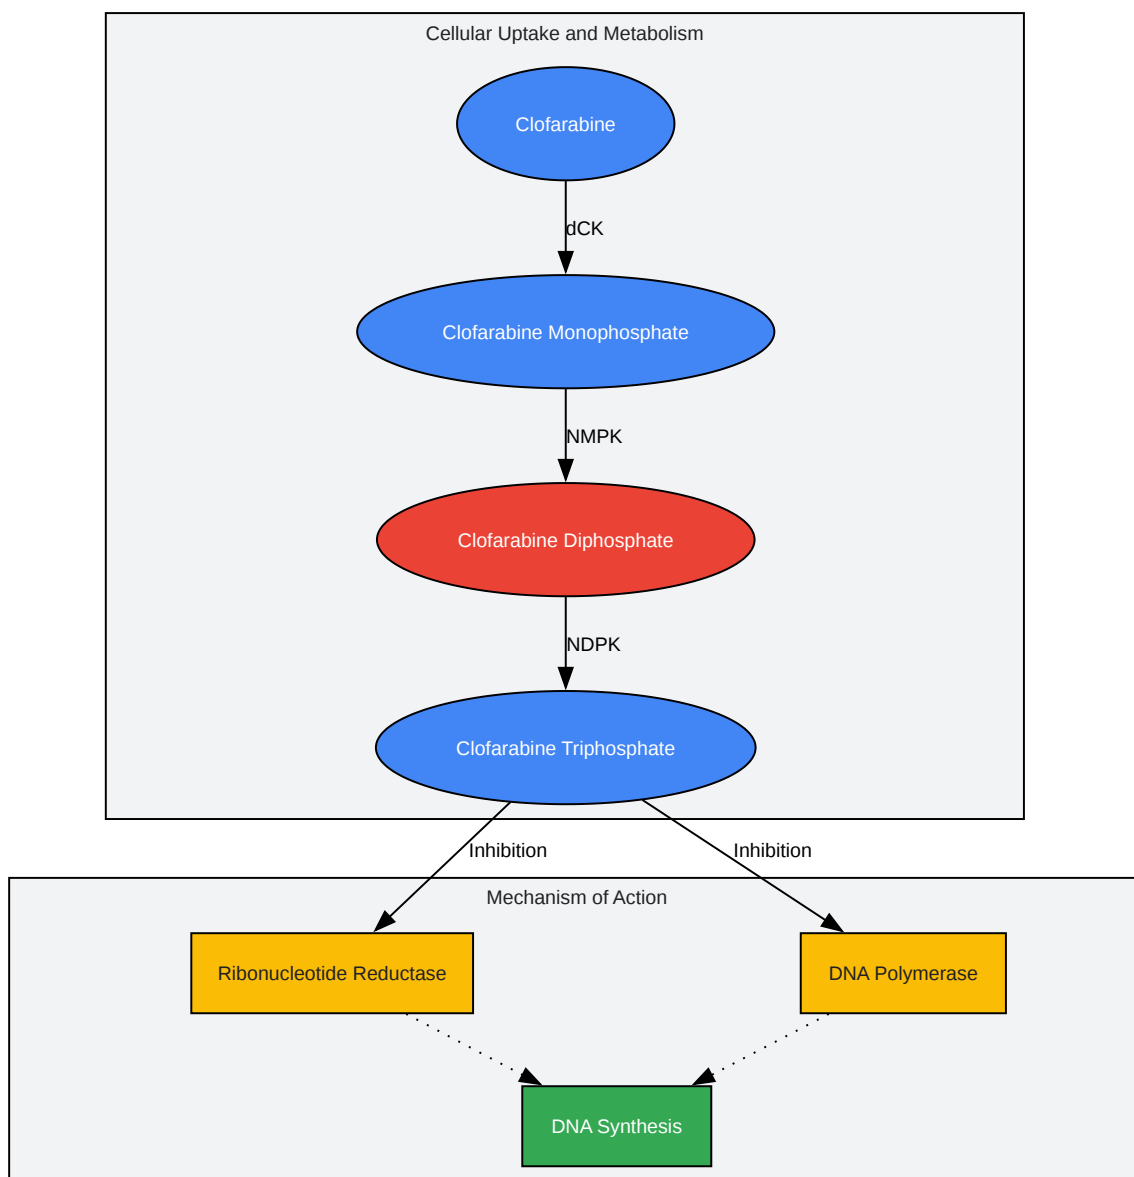 Cellular Uptake and Metabolism
Clofarabine
dCK
Clofarabine Monophosphate
NMPK
Clofarabine Diphosphate
NDPK
Clofarabine Triphosphate
Inhibition
Inhibition
Mechanism of Action
Ribonucleotide Reductase
DNA Polymerase
DNA Synthesis